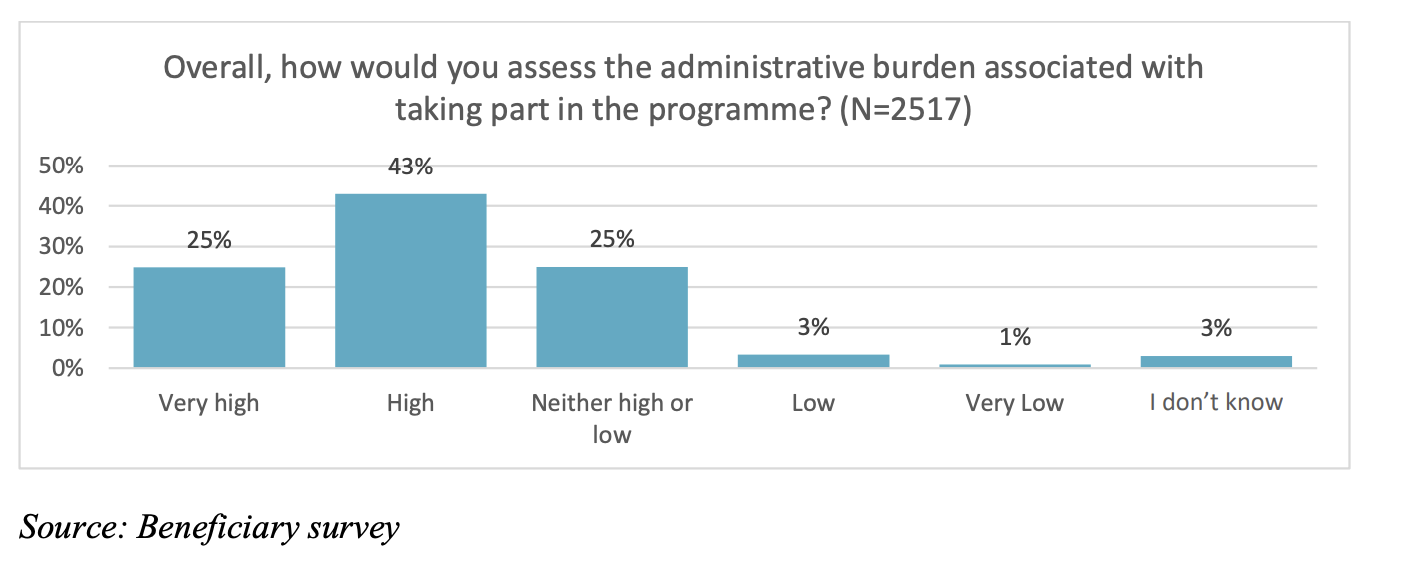 Overall, how would you assess the administrative burden associated with
taking part in the programme? (N=2517)
50%
40%
30%
20%
10%
0%
25%
43%
25%
3%
1%
3%
Very high
High
Neither high or
low
Low
Very Low
I don’t know
Source: Beneficiary survey